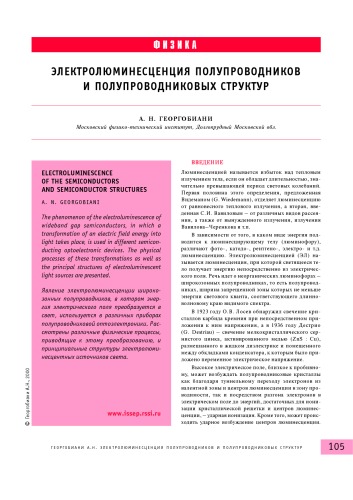 ФИЗИКА
ЭЛЕКТРОЛЮМИНЕСЦЕНЦИЯ ПОЛУПРОВОДНИКОВ
И ПОЛУПРОВОДНИКОВЫХ СТРУКТУР
А. Н. ГЕОРГОБИАНИ
Московский физико-технический институт, Долгопрудный Московской обл.
ELECTROLUMINESCENCE
OF THE SEMICONDUCTORS
AND SEMICONDUCTOR STRUCTURES
A. N. GEORGOBIANI
The phenomenon of the electroluminescence of
wideband gap semiconductors, in which a
transformation of an electric field energy into
light takes place, is used in different semicon-
ducting optoelectronic devices. The physical
processes of these transformations as well as
the principal structures of electroluminescent
light sources are presented.
Явление электролюминесценции широко-
зонных полупроводников, в котором энер-
гия электрического поля преобразуется в
свет, используется в различных приборах
полупроводниковой оптоэлектроники. Рас-
смотрены различные физические процессы,
приводящие к этому преобразованию, и
принципиальные структуры электролюми-
несцентных источников света.
www.issep.rssi.ru
© Георгобиани А.Н., 2000
ВВЕДЕНИЕ
Люминесценцией называется избыток над тепловым
излучением тела, если он обладает длительностью, зна-
чительно превышающей период световых колебаний.
Первая половина этого определения, предложенная
Видеманом (G. Wiedemann), отделяет люминесценцию
от равновесного теплового излучения, а вторая, вве-
денная С.И. Вавиловым – от различных видов рассея-
ния, а также от вынужденного излучения, излучения
Вавилова–Черенкова и т.п.
В зависимости от того, в каком виде энергия под-
водится к люминесцирующему телу (люминофору),
различают фото-, катодо-, рентгено-, электро- и т.д.
люминесценцию. Электролюминесценцией (ЭЛ) на-
зывается люминесценция, при которой светящееся те-
ло получает энергию непосредственно из электричес-
кого поля. Речь идет о неорганических люминофорах –
широкозонных полупроводниках, то есть полупровод-
никах, ширина запрещенной зоны которых не меньше
энергии светового кванта, соответствующего длинно-
волновому краю видимого спектра.
В 1923 году О.В. Лосев обнаружил свечение крис-
таллов карбида кремния при непосредственном при-
ложении к ним напряжения, а в 1936 году Дестрио
(G. Destriau) – свечение мелкокристаллического сер-
нистого цинка, активированного медью (ZnS : Cu),
размешанного в жидком диэлектрике и помещенного
между обкладками конденсатора, к которым было при-
ложено переменное электрическое напряжение.
Высокое электрическое поле, близкое к пробивно-
му, может возбуждать полупроводниковые кристаллы
как благодаря туннельному переходу электронов из
валентной зоны и центров люминесценции в зону про-
водимости, так и посредством разгона электронов в
электрическом поле до энергий, достаточных для иони-
зации кристаллической решетки и центров люминес-
ценции, – ударная ионизация. Кроме того, может проис-
ходить ударное возбуждение центров люминесценции.
ГЕОРГОБИАНИ А.Н. ЭЛЕКТРОЛЮМИНЕСЦЕНЦИЯ ПОЛУПРОВОДНИКОВ И ПОЛУПРОВОДНИКОВЫХ СТРУКТУР
105